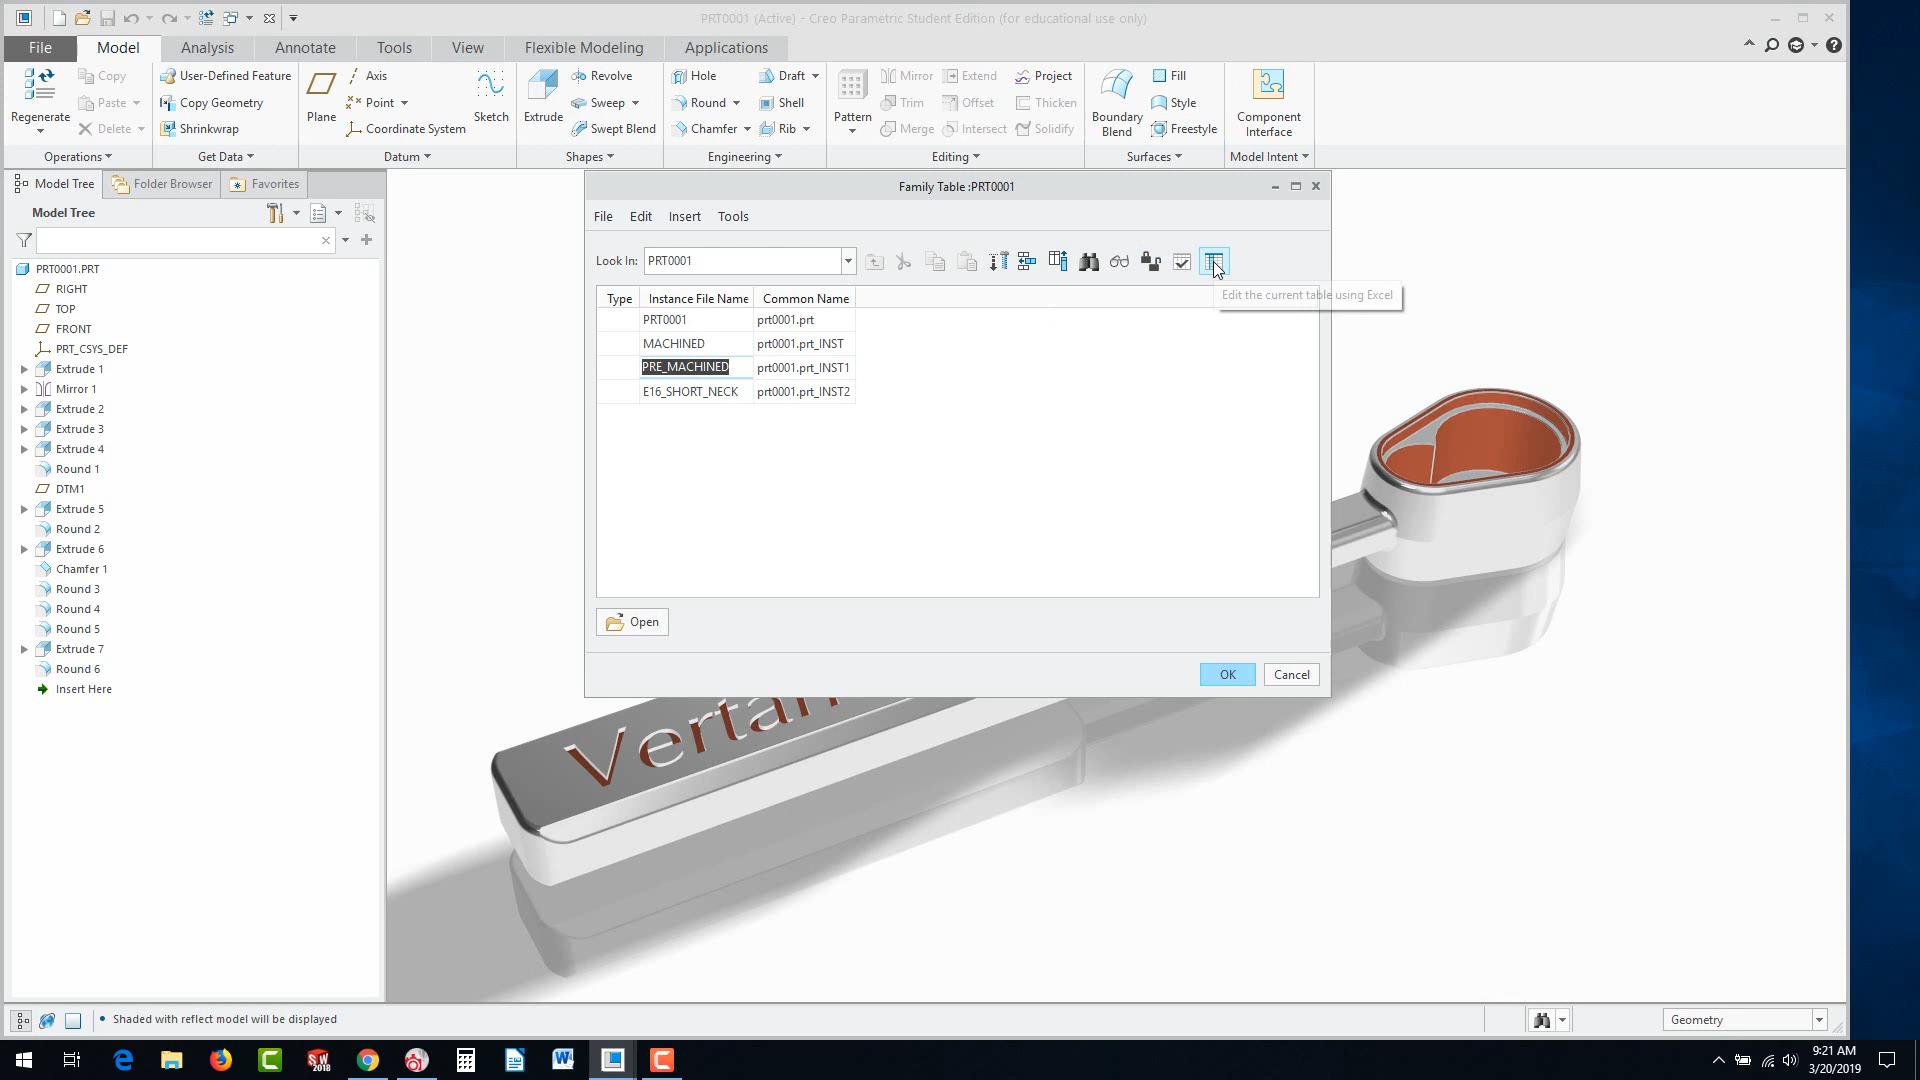 PRT0001 (Active) - Creo Parametric Student Edition (for educational use only)
File Model Analysis Annotate Tools View Flexible Modeling Applications
Regenerate
Copy
Paste
Delete
Operations
User-Defined Feature
Copy Geometry
Shrinkwrap
Get Data
Plane
Axis
Point
Coordinate System
Sketch
Datum
Extrude
Revolve
Sweep
Swept Blend
Shapes
Hole
Round
Chamfer
Draft
Shell
Rib
Engineering
Pattern
Mirror
Trim
Merge
Extend
Offset
Intersect
Project
Thicken
Solidify
Editing
Boundary
Blend
Fill
Style
Freestyle
Surfaces
Component
Interface
Model Intent
Model Tree Folder Browser Favorites
Model Tree
PRT0001.PRT
RIGHT
TOP
FRONT
PRT_CSYS_DEF
Extrude 1
Mirror 1
Extrude 2
Extrude 3
Extrude 4
Round 1
DTM1
Extrude 5
Round 2
Extrude 6
Chamfer 1
Round 3
Round 4
Round 5
Extrude 7
Round 6
Insert Here
Family Table :PRT0001
File Edit Insert Tools
Look In: PRT0001
Edit the current table using Excel
Type Instance File Name Common Name
PRT0001 prt0001.prt
MACHINED prt0001.prt_INST
PRE_MACHINED prt0001.prt_INST1
E16_SHORT_NECK prt0001.prt_INST2
Open
OK Cancel
Shaded with reflect model will be displayed
Geometry
SW
2018
9:21 AM
3/20/2019